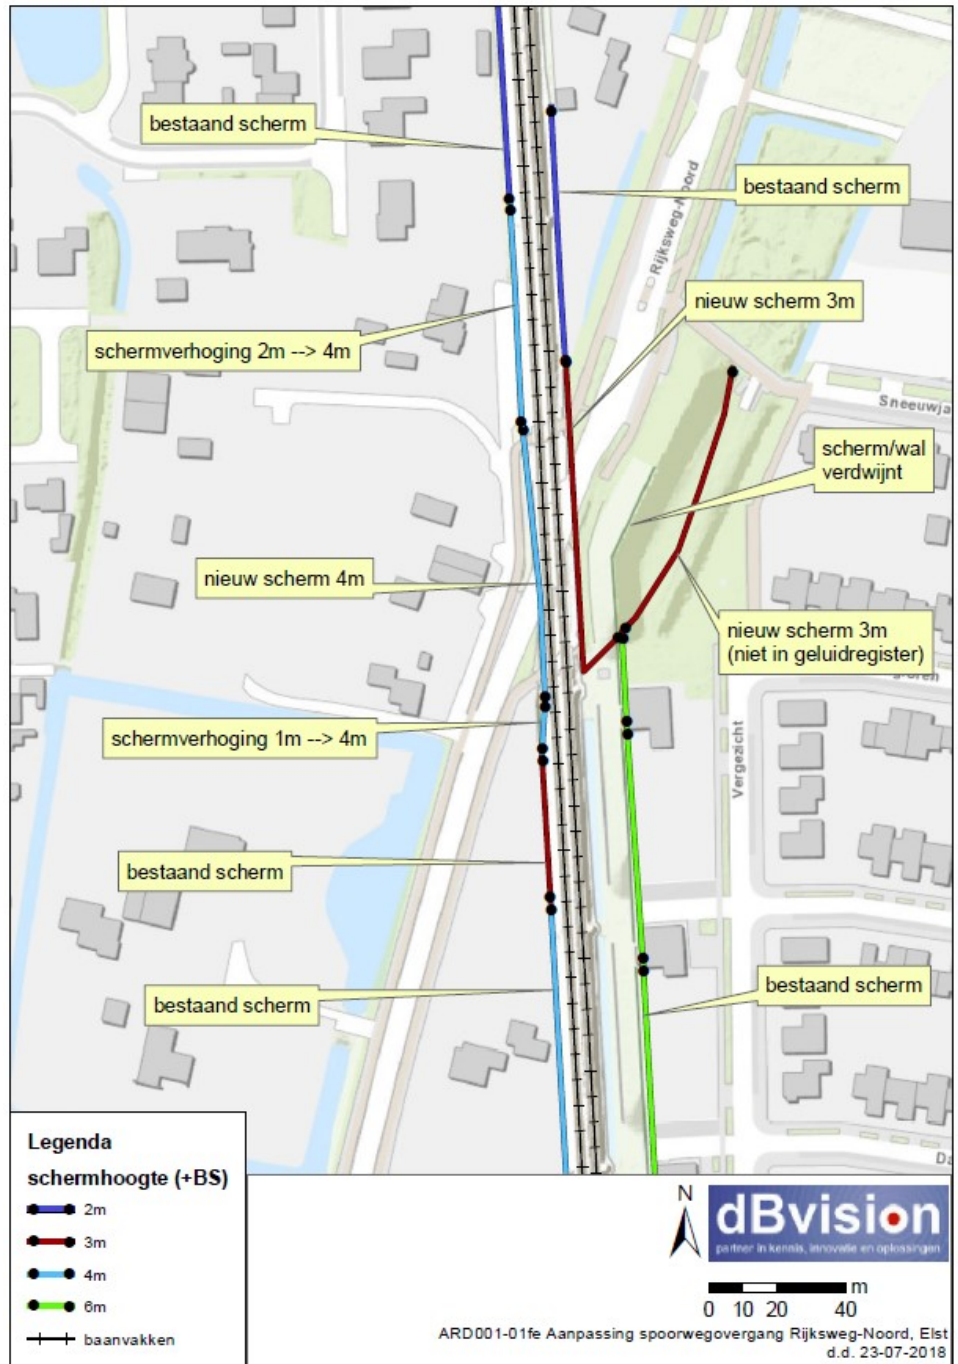 bestaand scherm
bestaand scherm
Rijksweg-Noord
nieuw scherm 3m
schermverhoging 2m --> 4m
Sneeuwja
scherm/wal
verdwijnt
nieuw scherm 4m
nieuw scherm 3m
(niet in geluidregister)
schermverhoging 1m --> 4m
Vergezicht
bestaand scherm
bestaand scherm
bestaand scherm
Da
Legenda
schermhoogte (+BS)
2m
3m
4m
6m
baanvakken
N
dBvision
partner in kennis, innovatie en oplossingen
m
0 10 20 40
ARD001-01fe Aanpassing spoorwegovergang Rijksweg-Noord, Elst
d.d. 23-07-2018